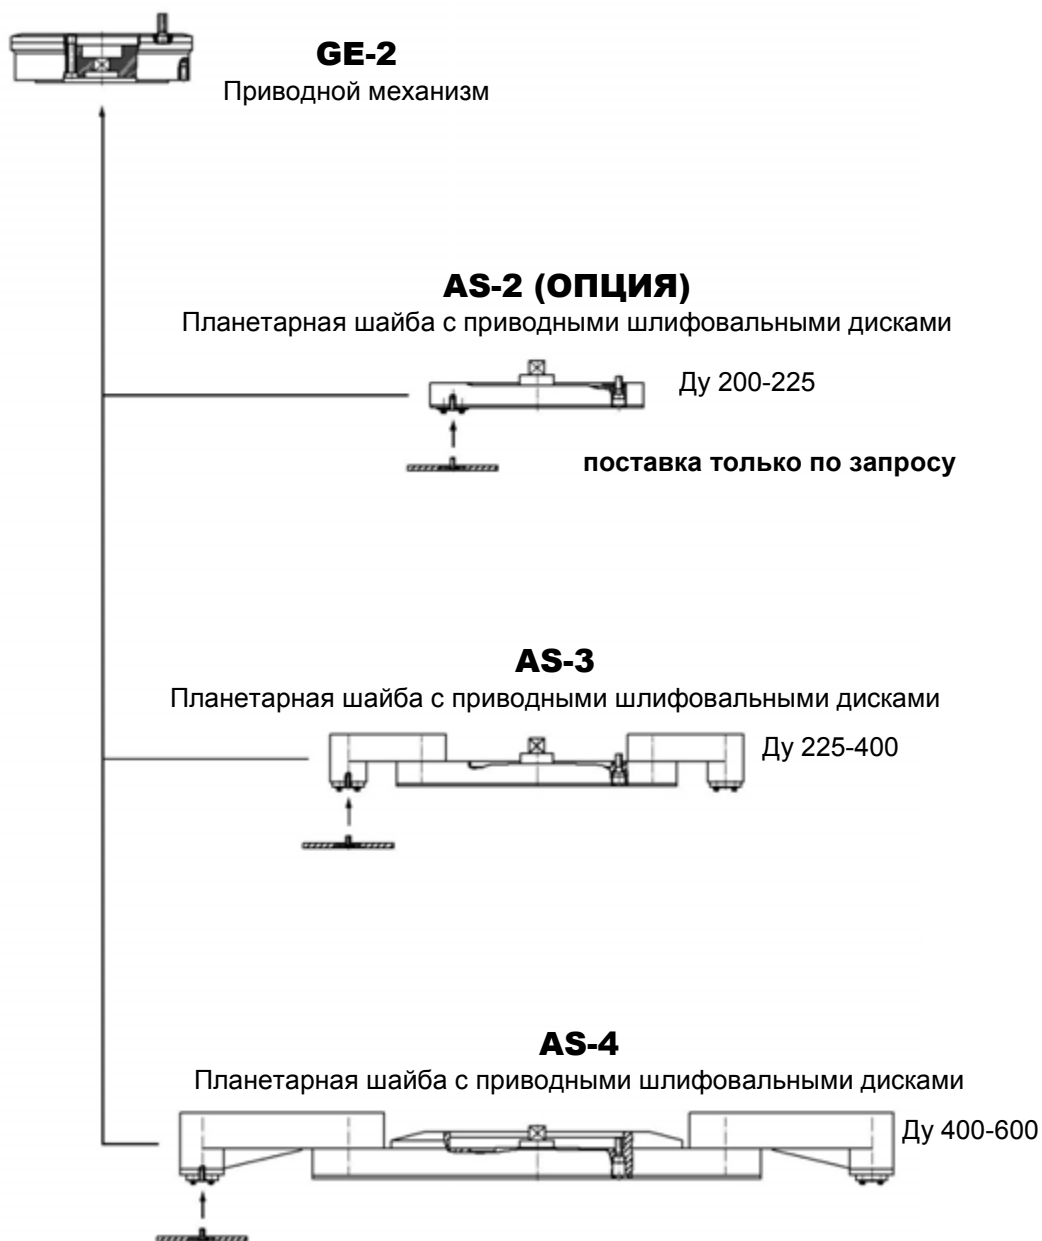 GE-2
Приводной механизм
AS-2 (ОПЦИЯ)
Планетарная шайба с приводными шлифовальными дисками
Ду 200-225
поставка только по запросу
AS-3
Планетарная шайба с приводными шлифовальными дисками
Ду 225-400
AS-4
Планетарная шайба с приводными шлифовальными дисками
Ду 400-600